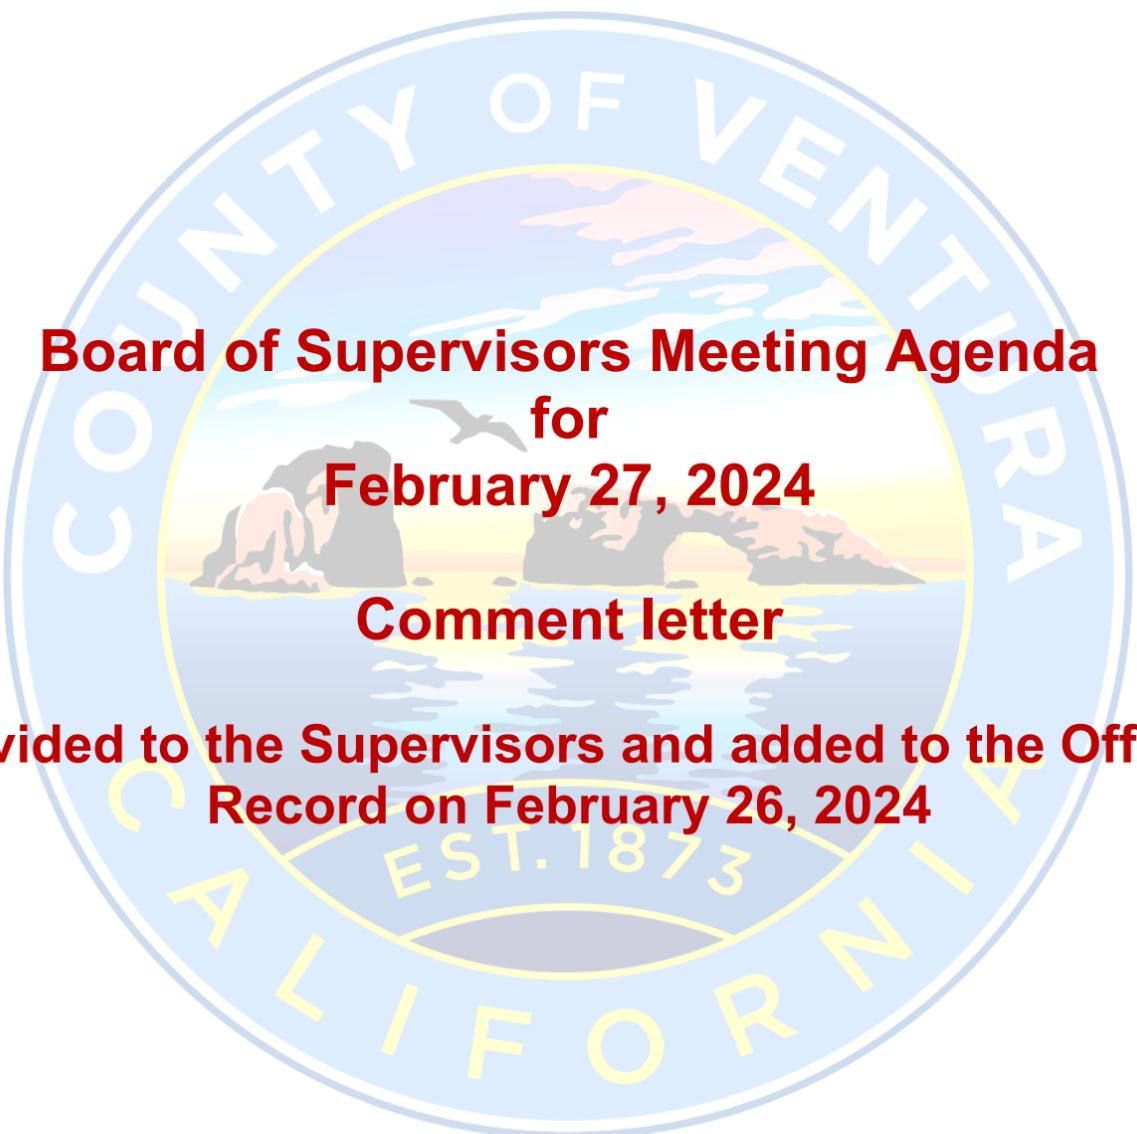 COUNTY OF VENTURA
Board of Supervisors Meeting Agenda
for
February 27, 2024
Comment letter
vided to the Supervisors and added to the Off
Record on February 26, 2024
EST. 1873
CALIFORNIA